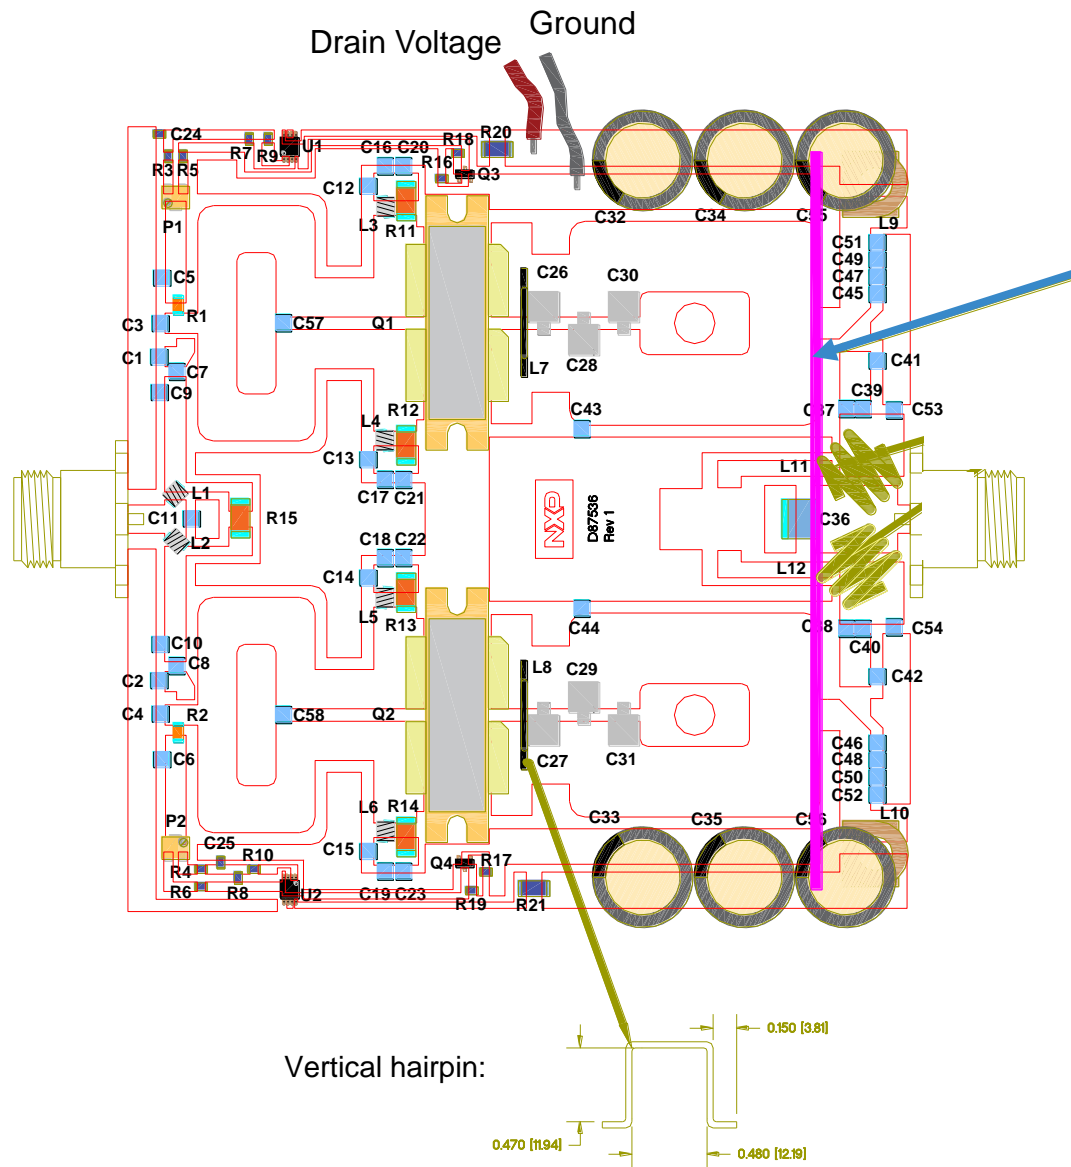 Ground
Drain Voltage
C24
R3
R5
R7
R9
U1
C16
C20
R18
R20
R16
Q3
C12
L3
R11
P1
C32
C34
L9
C51
C49
C47
C45
C5
R1
C3
C57
Q1
C26
C30
C28
L7
C1
C7
C9
C41
C39
C53
L4
R12
C43
C13
C17
C21
L11
L1
C11
L2
R15
NXP
D87536
Rev 1
C36
L12
C18
C22
C14
L5
R13
C44
C10
C8
C2
C4
R2
C6
C58
Q2
L8
C29
C27
C31
C40
C54
C42
C46
C48
C50
C52
L10
P2
C25
R10
R4
R6
R8
U2
L6
R14
C15
C19
C23
Q4
R17
R19
R21
C33
C35
0.150 [3.81]
Vertical hairpin:
0.470 [11.94]
0.480 [12.19]